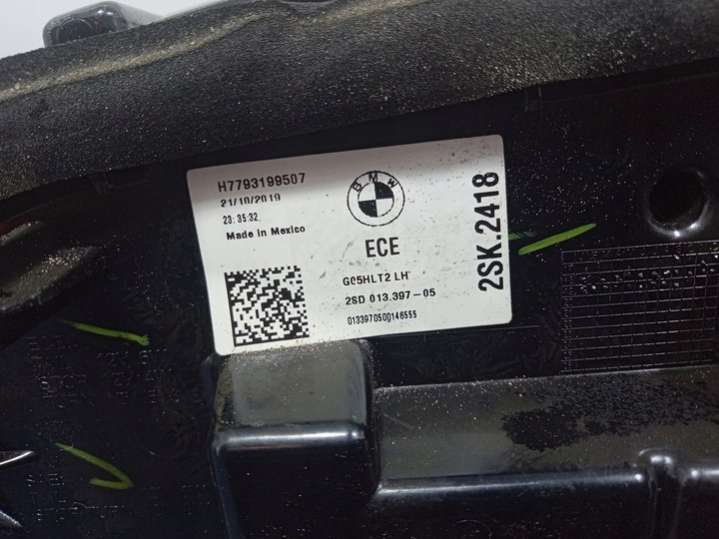 H7793199507
21/10/2019
23:35:32
Made in Mexico
BMW
ECE
G05HLT2 LH
2SD 013.397-05
0133970500146555
2SK.2418